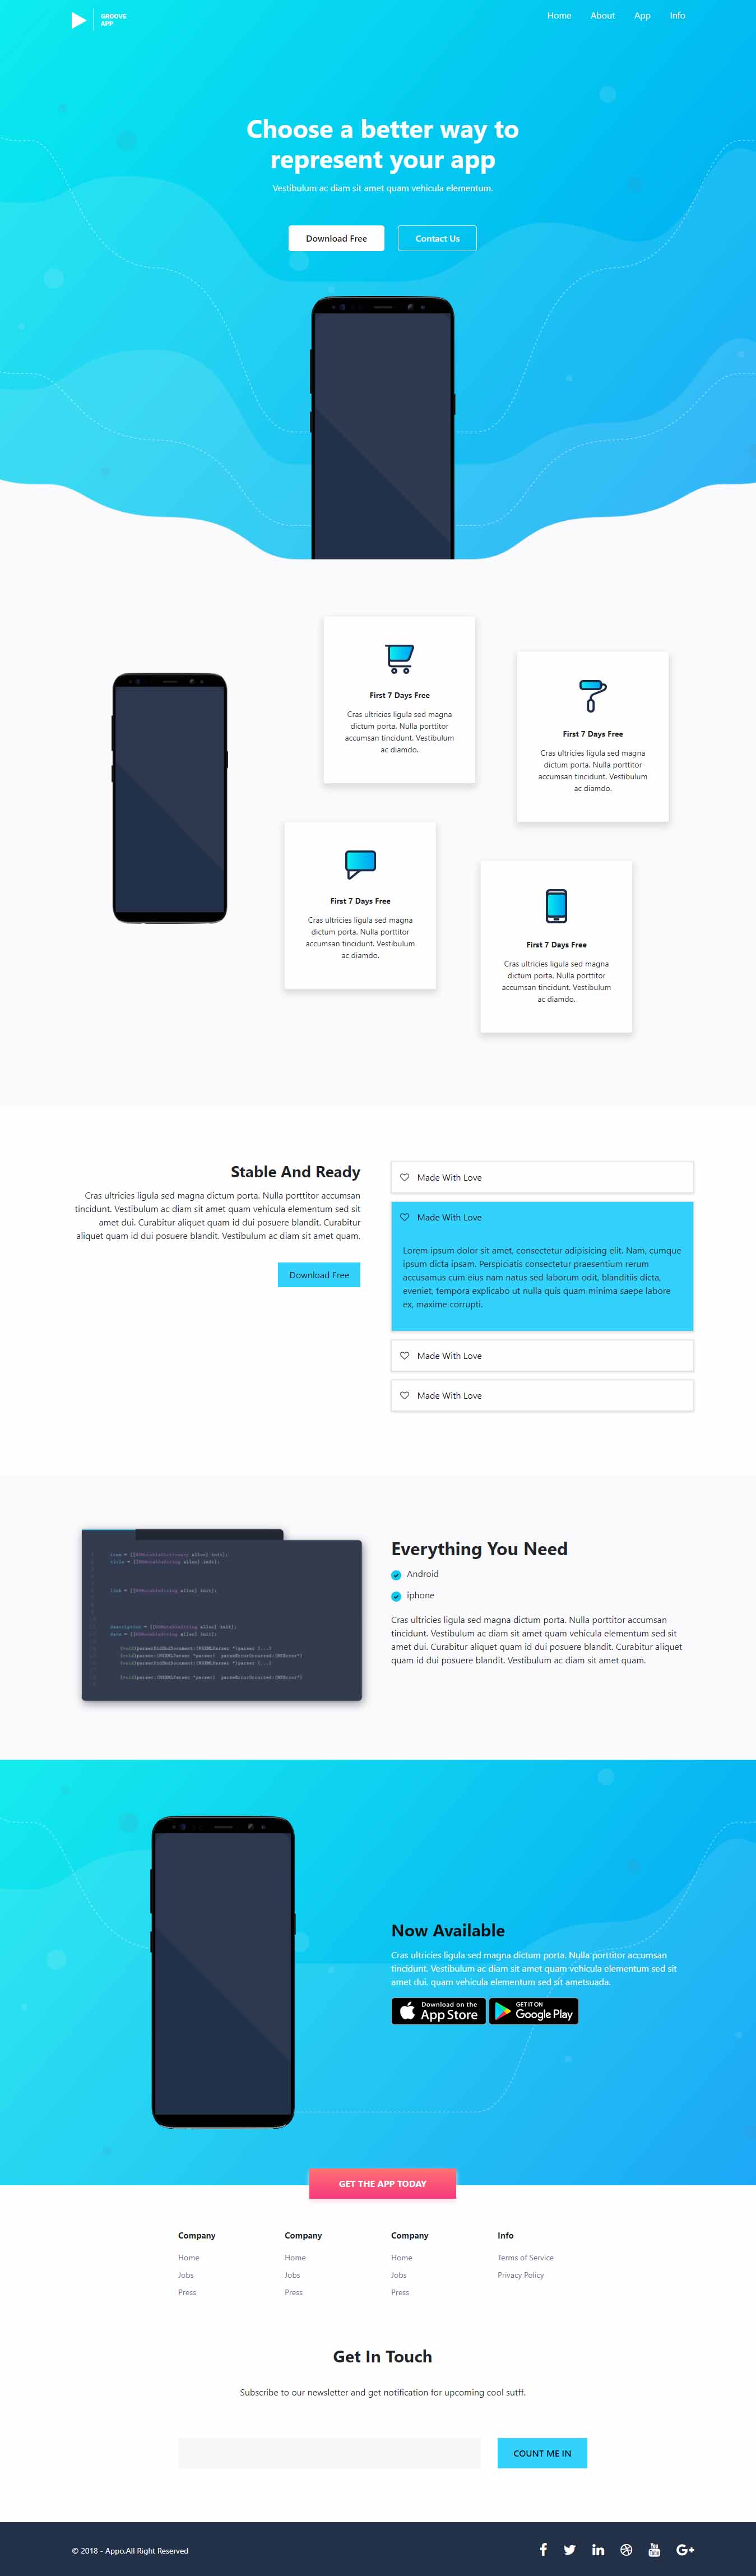 GROOVE
APP
Home About App Info
Choose a better way to
represent your app
Vestibulum ac diam sit amet quam vehicula elementum.
Download Free Contact Us
First 7 Days Free
Cras ultricies ligula sed magna
dictum porta. Nulla porttitor
accumsan tincidunt. Vestibulum
ac diamdo.
First 7 Days Free
Cras ultricies ligula sed magna
dictum porta. Nulla porttitor
accumsan tincidunt. Vestibulum
ac diamdo.
First 7 Days Free
Cras ultricies ligula sed magna
dictum porta. Nulla porttitor
accumsan tincidunt. Vestibulum
ac diamdo.
First 7 Days Free
Cras ultricies ligula sed magna
dictum porta. Nulla porttitor
accumsan tincidunt. Vestibulum
ac diamdo.
Stable And Ready
Cras ultricies ligula sed magna dictum porta. Nulla porttitor accumsan
tincidunt. Vestibulum ac diam sit amet quam vehicula elementum sed sit
amet dui. Curabitur aliquet quam id dui posuere blandit. Curabitur
aliquet quam id dui posuere blandit. Vestibulum ac diam sit amet quam.
Download Free
Made With Love
Made With Love
Lorem ipsum dolor sit amet, consectetur adipisicing elit. Nam, cumque
ipsum dicta ipsam. Perspiciatis consectetur praesentium rerum
accusamus cum eius nam natus sed laborum odit, blanditiis dicta,
eveniet, tempora explicabo ut nulla quis quam minima saepe labore
ex, maxime corrupti.
Made With Love
Made With Love
Everything You Need
Android
iphone
Cras ultricies ligula sed magna dictum porta. Nulla porttitor accumsan
tincidunt. Vestibulum ac diam sit amet quam vehicula elementum sed sit
amet dui. Curabitur aliquet quam id dui posuere blandit. Curabitur aliquet
quam id dui posuere blandit. Vestibulum ac diam sit amet quam.
Now Available
Cras ultricies ligula sed magna dictum porta. Nulla porttitor accumsan
tincidunt. Vestibulum ac diam sit amet quam vehicula elementum sed sit
amet dui. quam vehicula elementum sed sit ametsuada.
Download on the
App Store
GET IT ON
Google Play
GET THE APP TODAY
Company Company Company Info
Home Home Home Terms of Service
Jobs Jobs Jobs Privacy Policy
Press Press Press
Get In Touch
Subscribe to our newsletter and get notification for upcoming cool sutff.
COUNT ME IN
© 2018 - Appo,All Right Reserved